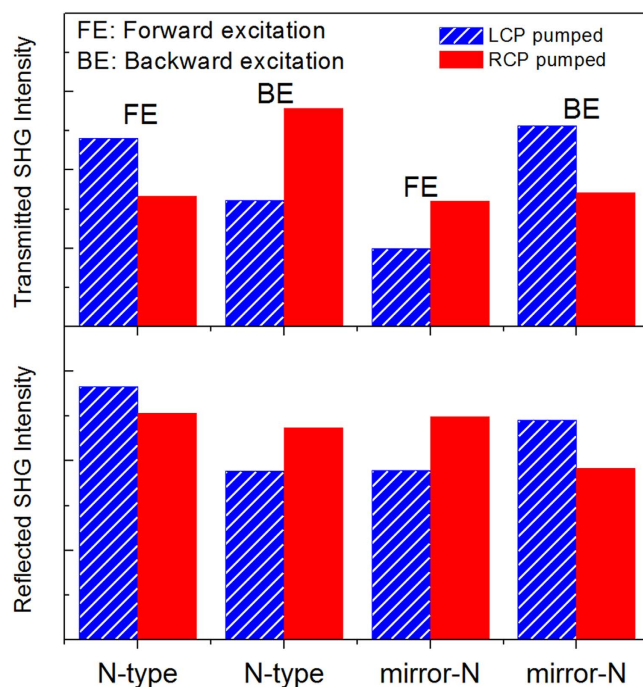 FE: Forward excitation
BE: Backward excitation
LCP pumped
RCP pumped
FE
BE
FE
BE
Transmitted SHG Intensity
Reflected SHG Intensity
N-type N-type mirror-N mirror-N